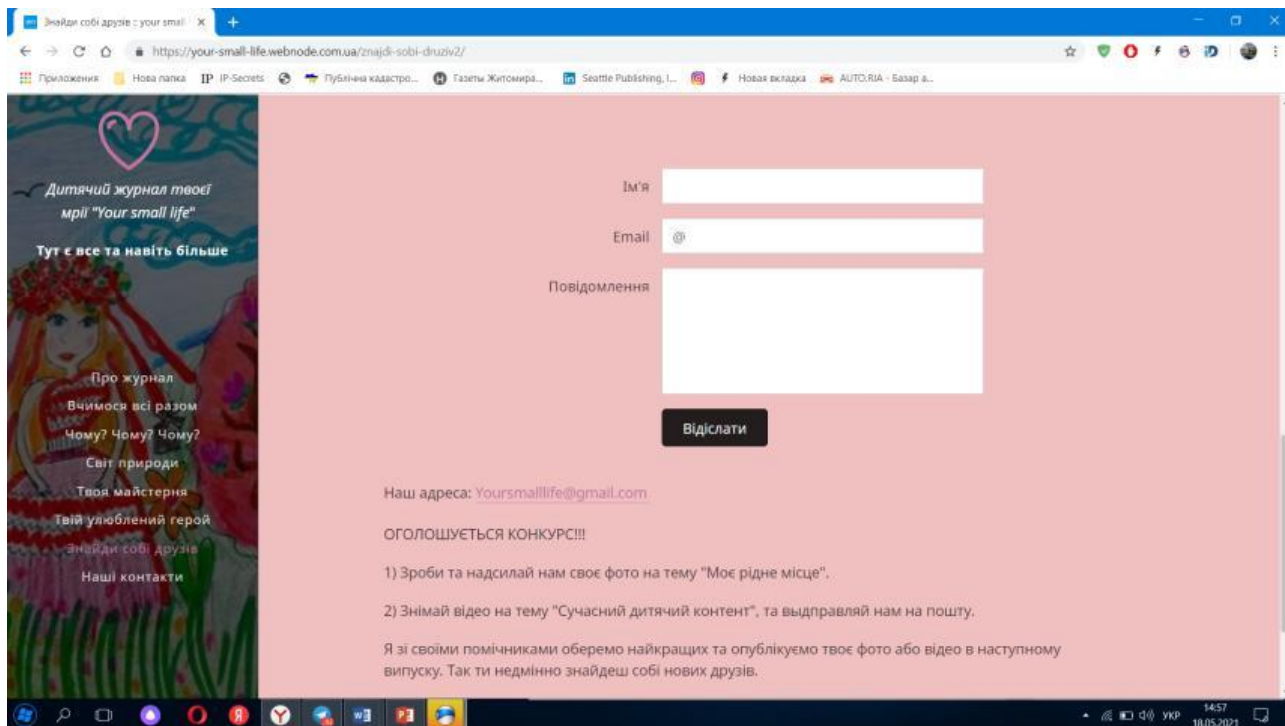 Знайди собі друзів :: your small
https://your-small-life.webnode.com.ua/znajdi-sobi-druziv2/
Приложения Нова папка IP IP-Secrets Публічна кадастро... Газеты Житомира... Seattle Publishing, I... Новая вкладка AUTO.RIA - Базар а...
Дитячий журнал твоєї
мрії "Your small life"
Тут є все та навіть більше
Про журнал
Вчимося всі разом
Чому? Чому? Чому?
Світ природи
Твоя майстерня
Твій улюблений герой
Знайди собі друзів
Наші контакти
Ім'я
Email @
Повідомлення
Відіслати
Наш адреса: Yoursmalllife@gmail.com
ОГОЛОШУЄТЬСЯ КОНКУРС!!!
1) Зроби та надсилай нам своє фото на тему "Моє рідне місце".
2) Знімай відео на тему "Сучасний дитячий контент", та выдправляй нам на пошту.
Я зі своїми помічниками оберемо найкращих та опублікуємо твоє фото або відео в наступному
випуску. Так ти недмінно знайдеш собі нових друзів.
УКР
14:57
18.05.2021